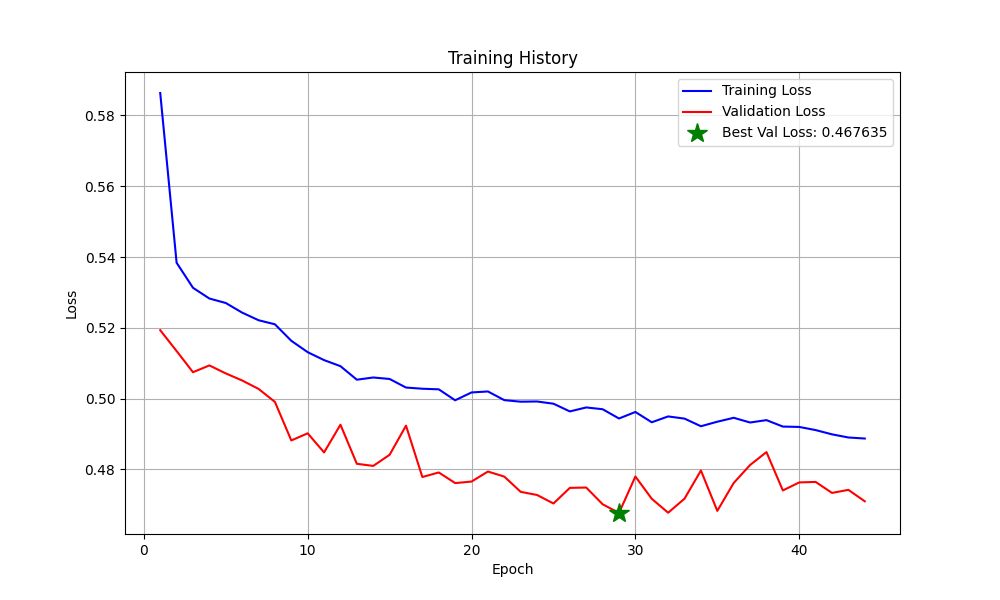 Training History
Training Loss
Validation Loss
Best Val Loss: 0.467635
0.58
0.56
0.54
0.52
0.50
0.48
Loss
0 10 20 30 40
Epoch